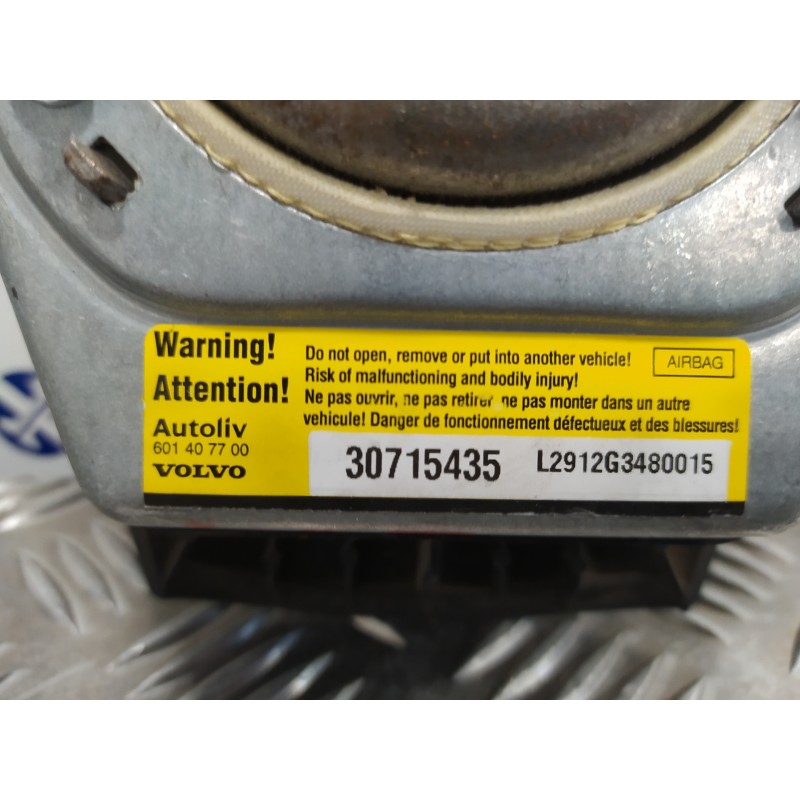 Warning!
Attention!
Do not open, remove or put into another vehicle!
Risk of malfunctioning and bodily injury!
Ne pas ouvrir, ne pas retirer ne pas monter dans un autre
vehicule! Danger de fonctionnement défectueux et des blessures!
AIRBAG
Autoliv
601 40 77 00
VOLVO
30715435
L2912G3480015